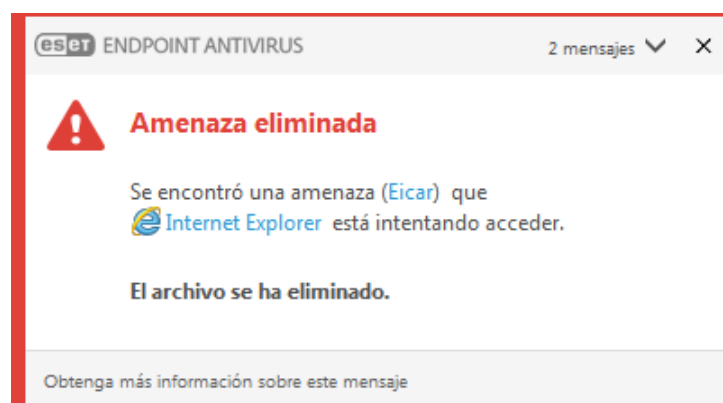 eset ENDPOINT ANTIVIRUS 2 mensajes
Amenaza eliminada
Se encontró una amenaza (Eicar) que
Internet Explorer está intentando acceder.
El archivo se ha eliminado.
Obtenga más información sobre este mensaje